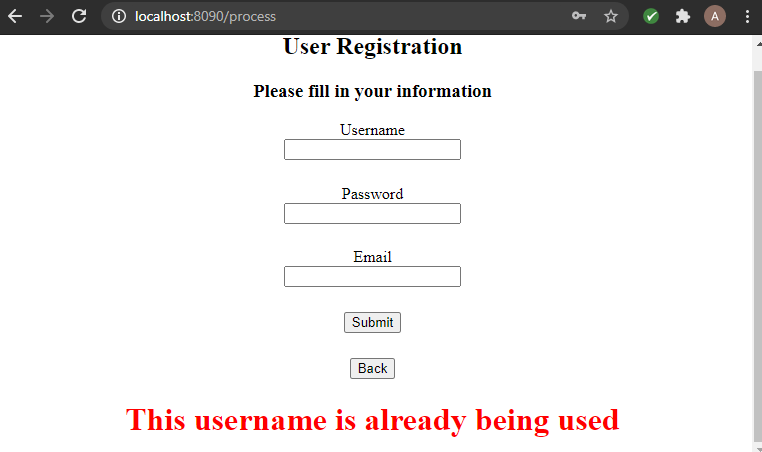 localhost:8090/process
A
User Registration
Please fill in your information
Username
Password
Email
Submit
Back
This username is already being used